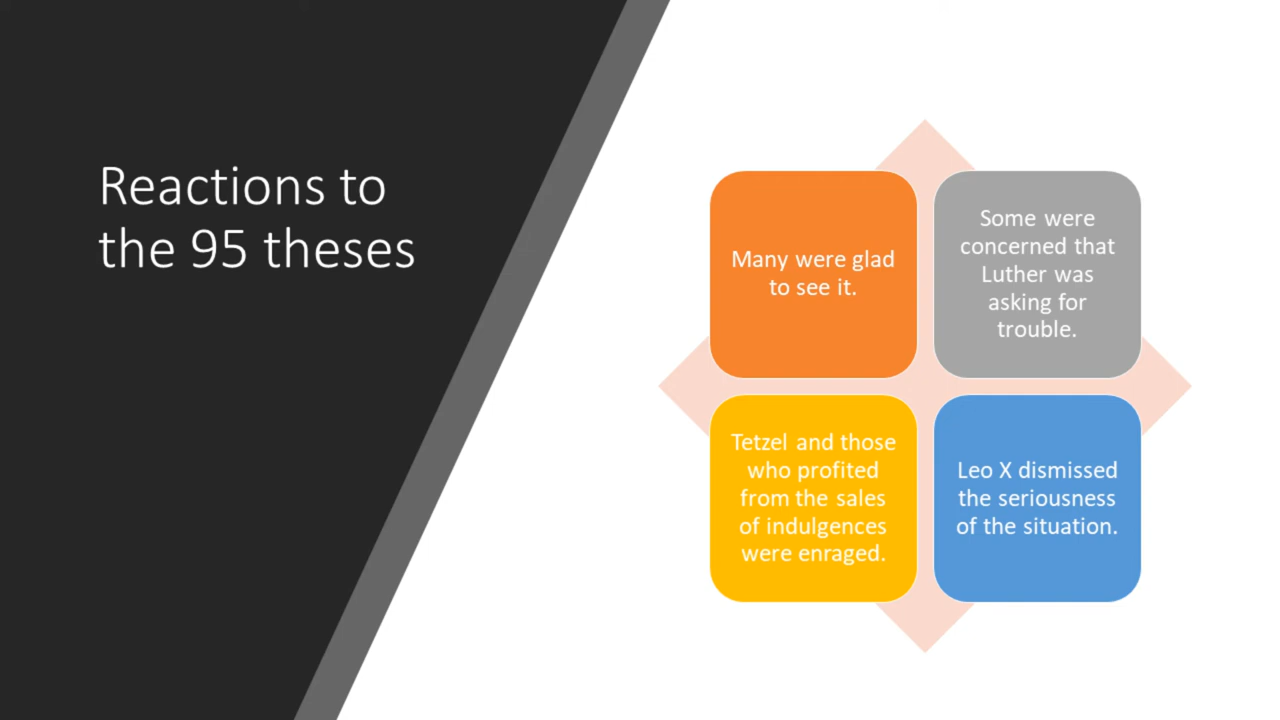 Reactions to
the 95 theses
Many were glad
to see it.
Some were
concerned that
Luther was
asking for
trouble.
Tetzel and those
who profited
from the sales
of indulgences
were enraged.
Leo X dismissed
the seriousness
of the situation.